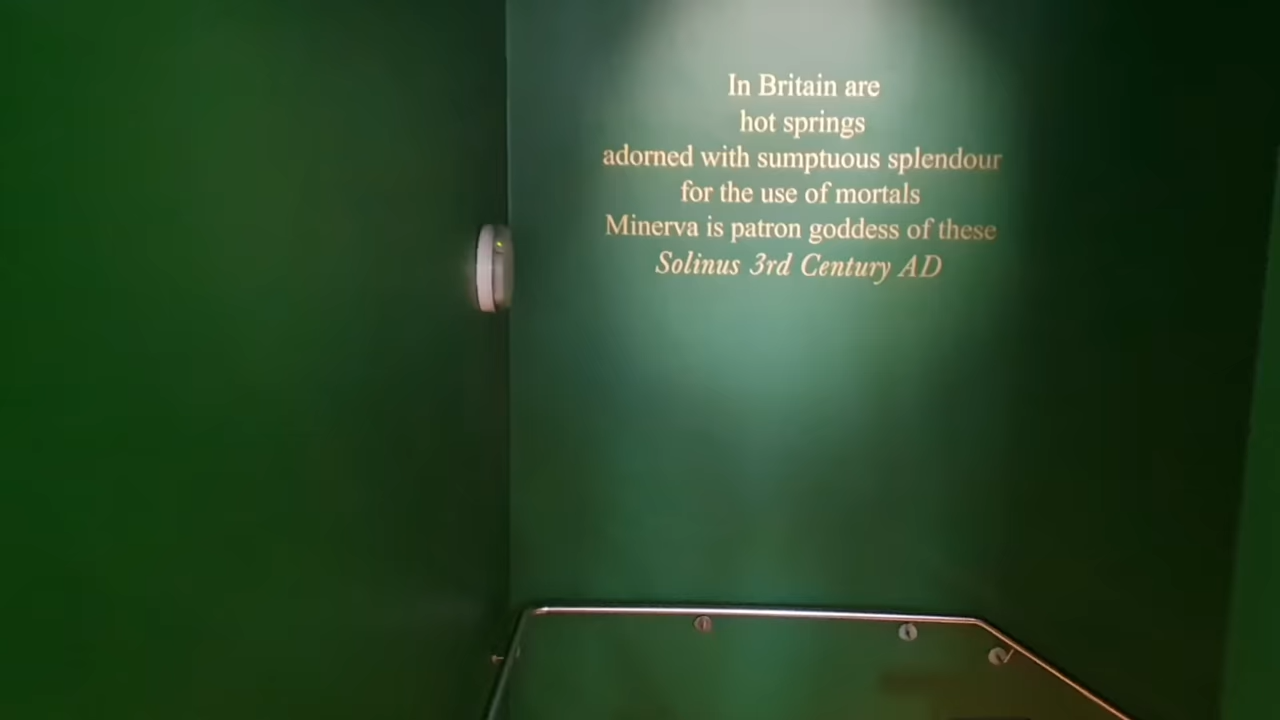 In Britain are
hot springs
adorned with sumptuous splendour
for the use of mortals
Minerva is patron goddess of these
Solinus 3rd Century AD